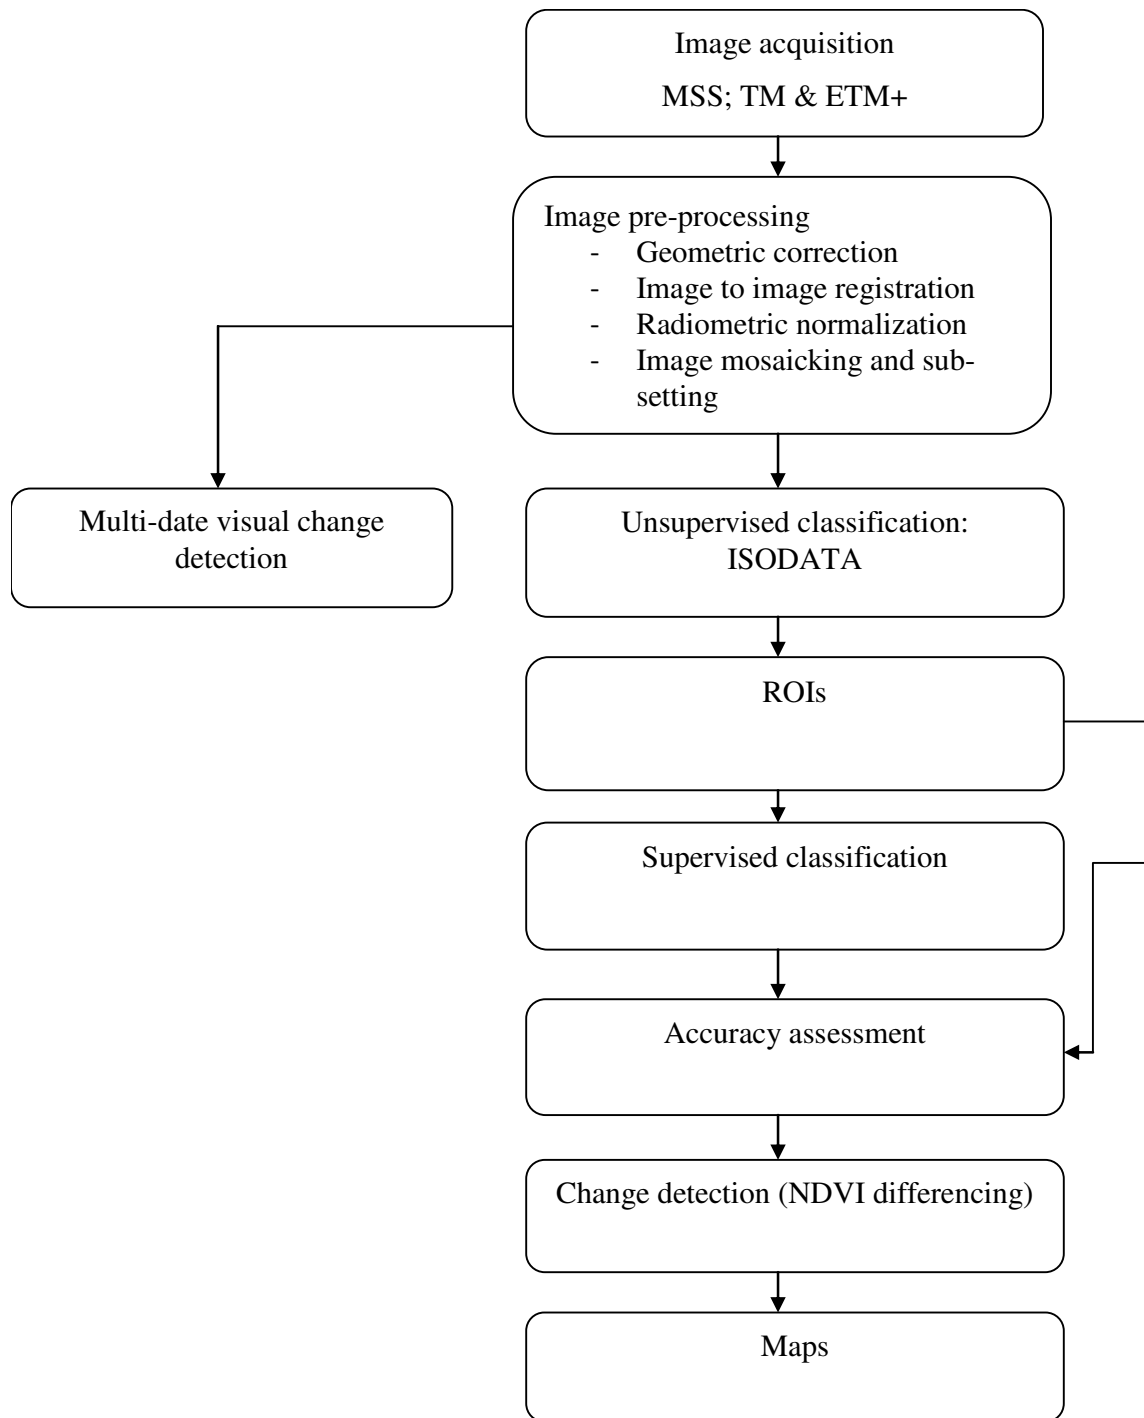 Image acquisition
MSS; TM & ETM+
Image pre-processing
- Geometric correction
- Image to image registration
- Radiometric normalization
- Image mosaicking and sub-
setting
Multi-date visual change
detection
Unsupervised classification:
ISODATA
ROIs
Supervised classification
Accuracy assessment
Change detection (NDVI differencing)
Maps